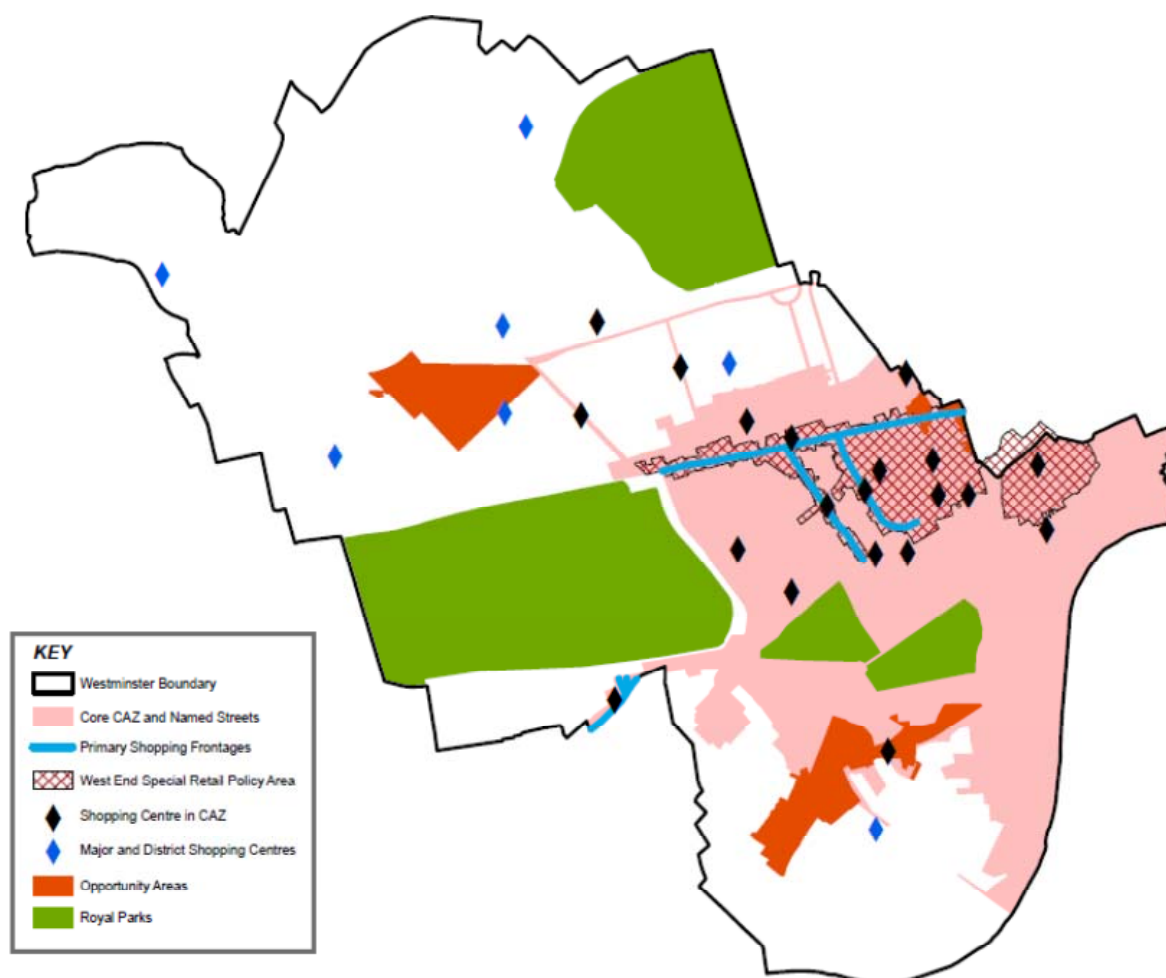 KEY
Westminster Boundary
Core CAZ and Named Streets
Primary Shopping Frontages
West End Special Retail Policy Area
Shopping Centre in CAZ
Major and District Shopping Centres
Opportunity Areas
Royal Parks